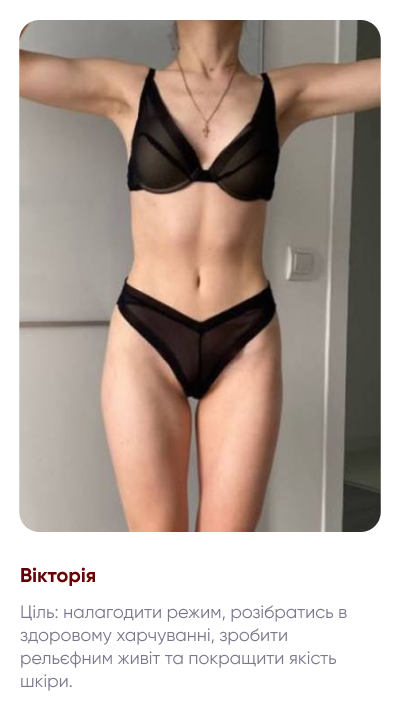 Вікторія
Ціль: налагодити режим, розібратись в
здоровому харчуванні, зробити
рельєфним живіт та покращити якість
шкіри.